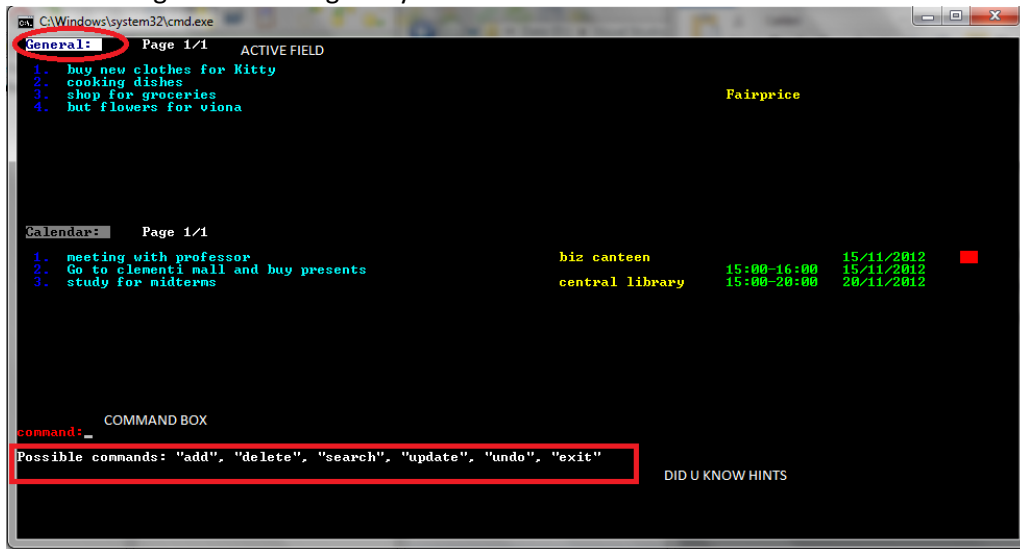 C:\Windows\system32\cmd.exe
General: Page 1/1 ACTIVE FIELD
1. buy new clothes for Kitty
2. cooking dishes
3. shop for groceries Fairprice
4. but flowers for viona
Calendar: Page 1/1
1. meeting with professor biz canteen 15/11/2012
2. Go to clementi mall and buy presents 15:00-16:00 15/11/2012
3. study for midterms central library 15:00-20:00 20/11/2012
COMMAND BOX
command:_
Possible commands: "add", "delete", "search", "update", "undo", "exit"
DID U KNOW HINTS